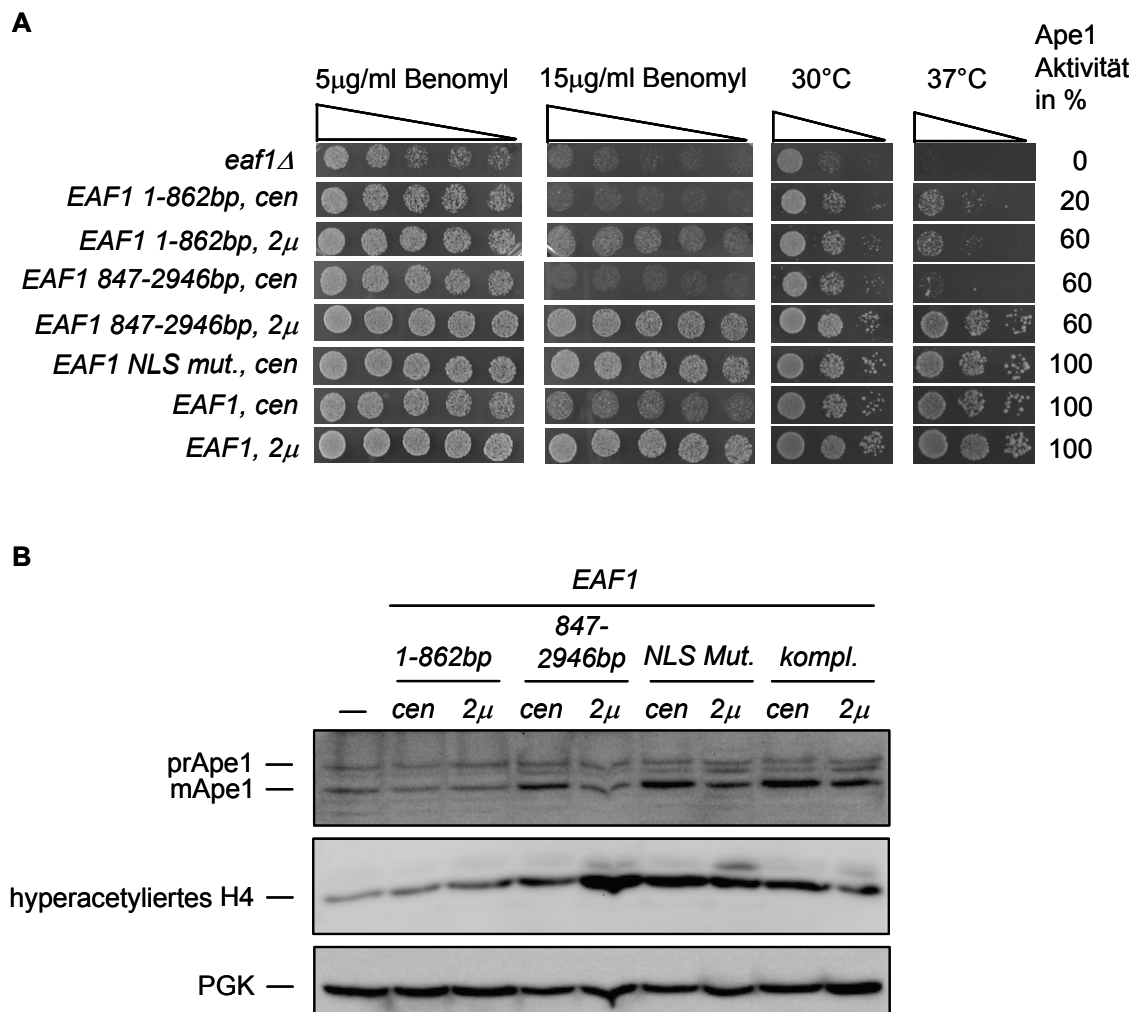 A
Ape1
Aktivität
in %
5µg/ml Benomyl 15µg/ml Benomyl 30°C 37°C
eaf1Δ 0
EAF1 1-862bp, cen 20
EAF1 1-862bp, 2µ 60
EAF1 847-2946bp, cen 60
EAF1 847-2946bp, 2µ 60
EAF1 NLS mut., cen 100
EAF1, cen 100
EAF1, 2µ 100
B
EAF1
847-
1-862bp 2946bp NLS Mut. kompl.
— cen 2µ cen 2µ cen 2µ cen 2µ
prApe1 —
mApe1 —
hyperacetyliertes H4 —
PGK —